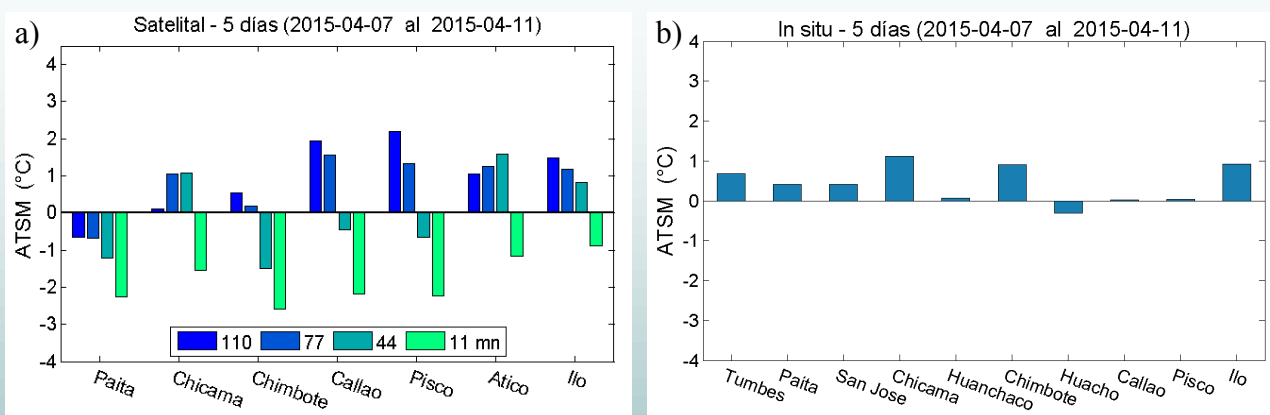 a)
Satelital - 5 días (2015-04-07 al 2015-04-11)
ATSM (°C)
4
3
2
1
0
-1
-2
-3
-4
110 77 44 11 mn
Paita Chicama Chimbote Callao Pisco Atico Ilo
b)
In situ - 5 días (2015-04-07 al 2015-04-11)
ATSM (°C)
4
3
2
1
0
-1
-2
-3
-4
Tumbes Paita San Jose Chicama Huanchaco Chimbote Huacho Callao Pisco Ilo